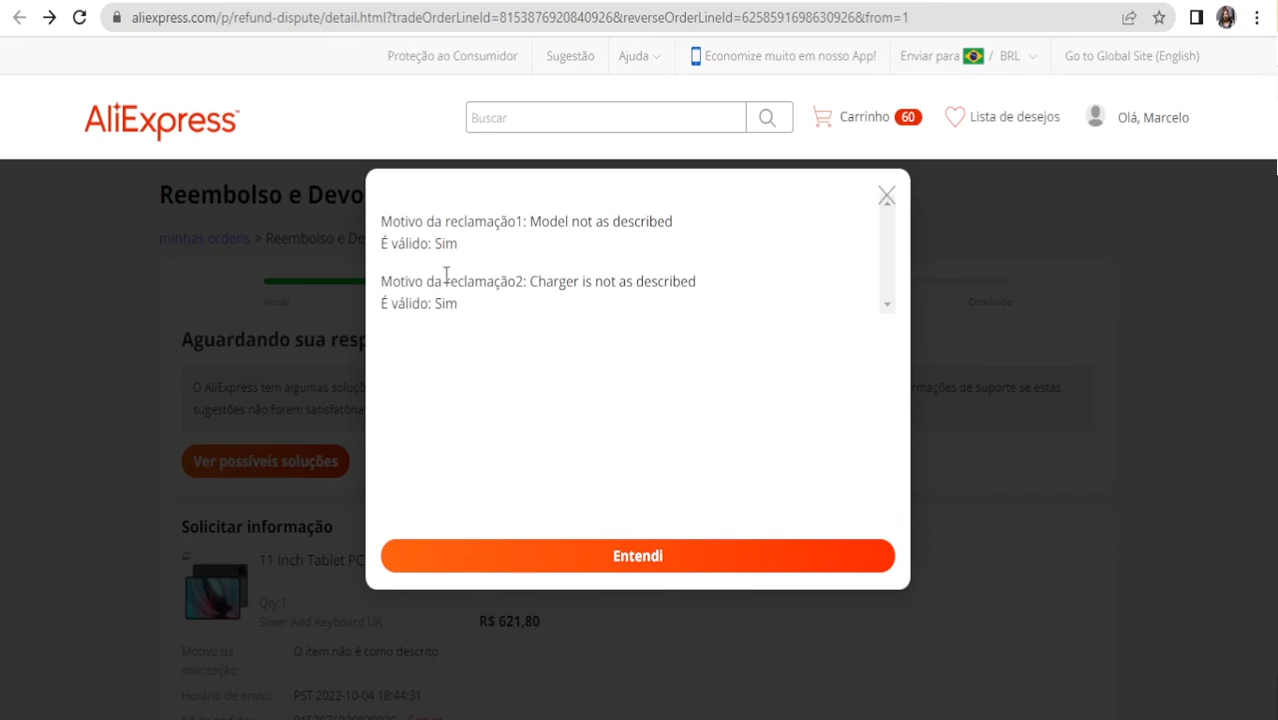 aliexpress.com/p/refund-dispute/detail.html?tradeOrderLineId=8153876920840926&reverseOrderLineId=6258591698630926&from=1
Proteção ao Consumidor Sugestão Ajuda Economize muito em nosso App! Enviar para / BRL Go to Global Site (English)
AliExpress™ Buscar Carrinho 60 Lista de desejos Olá, Marcelo
Reembolso e Devo
Motivo da reclamação1: Model not as described
minhas ordens > Reembolso e De
É válido: Sim
Motivo da reclamação2: Charger is not as described
Iniciar Concluído
É válido: Sim
Aguardando sua resp
O AliExpress tem algumas soluçõ rmações de suporte se estas
sugestões não forem satisfatória
Ver possíveis soluções
Solicitar informação
Entendi
11 Inch Tablet PC
Qty:1
Sliver Add Keyboard UK R$ 621,80
Motivo da O item não é como descrito
solicitação:
Horário de envio: PST 2022-10-04 18:44:31